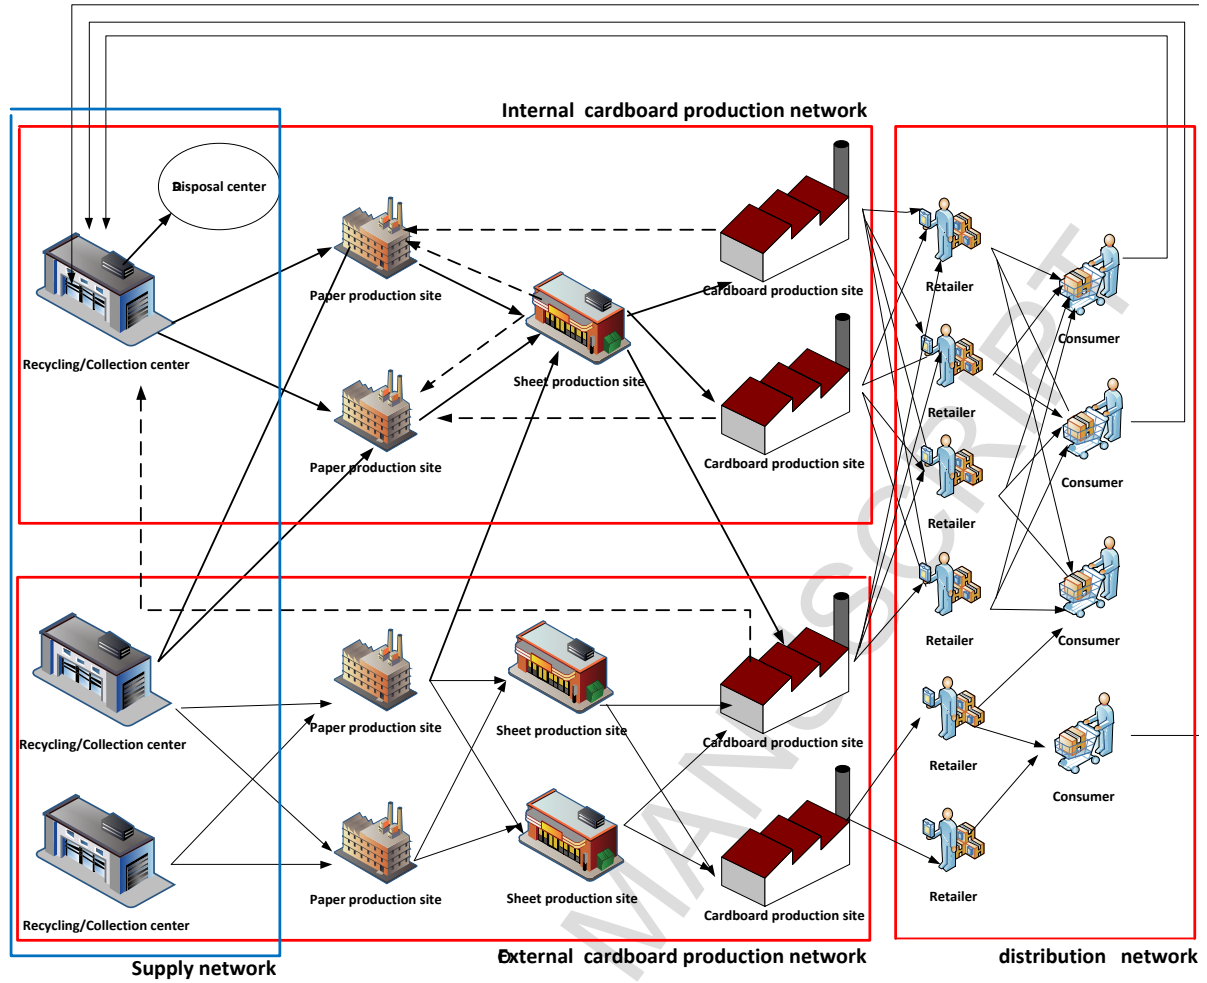 Internal cardboard production network
Disposal center
Paper production site
Cardboard production site
Retailer
Consumer
Recycling/Collection center
Sheet production site
Retailer
Paper production site
Cardboard production site
Consumer
Retailer
Retailer
Consumer
Recycling/Collection center
Paper production site
Sheet production site
Cardboard production site
Retailer
Consumer
Recycling/Collection center
Paper production site
Sheet production site
Cardboard production site
Retailer
Supply network
External cardboard production network
distribution network
MANSCRIPT